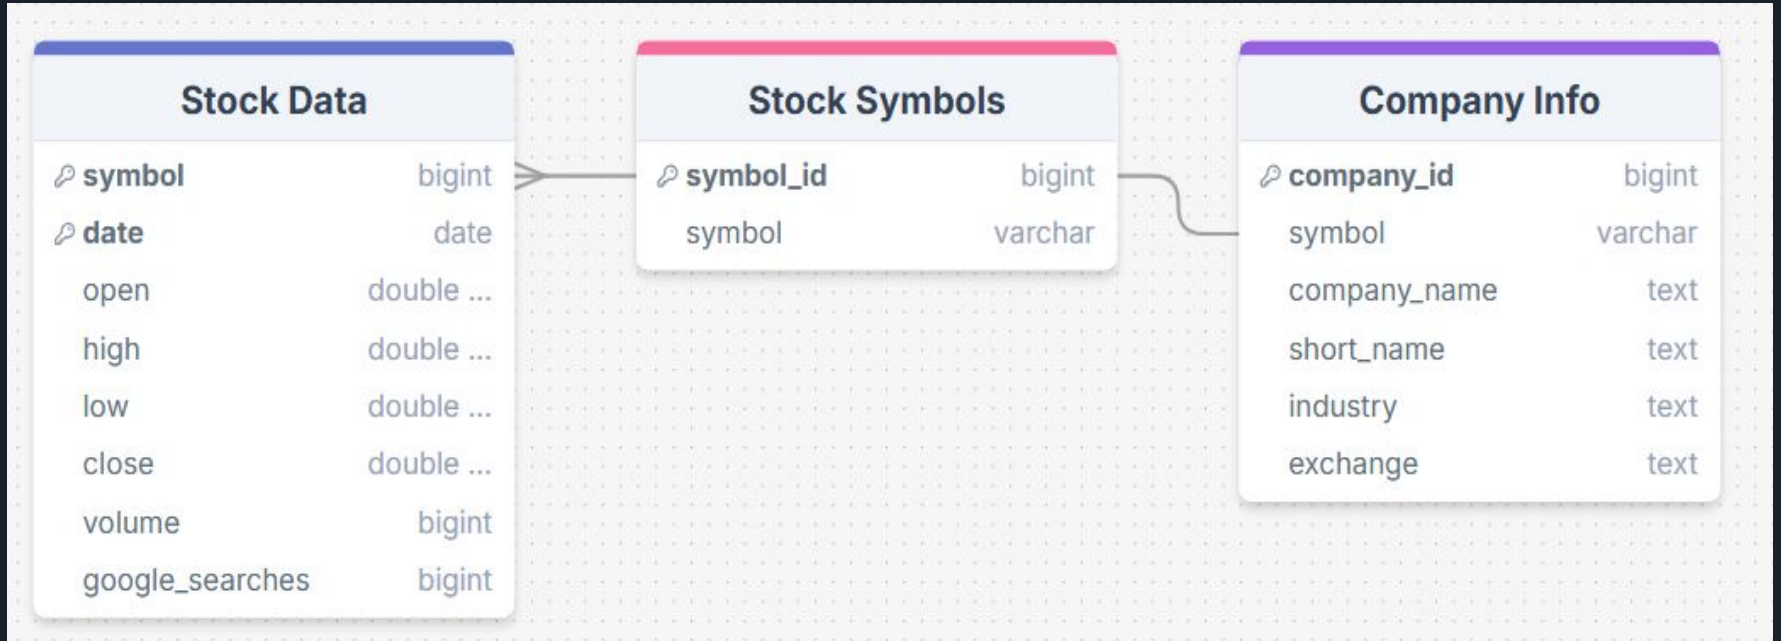 Stock Data
symbol bigint
date date
open double ...
high double ...
low double ...
close double ...
volume bigint
google_searches bigint
Stock Symbols
symbol_id bigint
symbol varchar
Company Info
company_id bigint
symbol varchar
company_name text
short_name text
industry text
exchange text